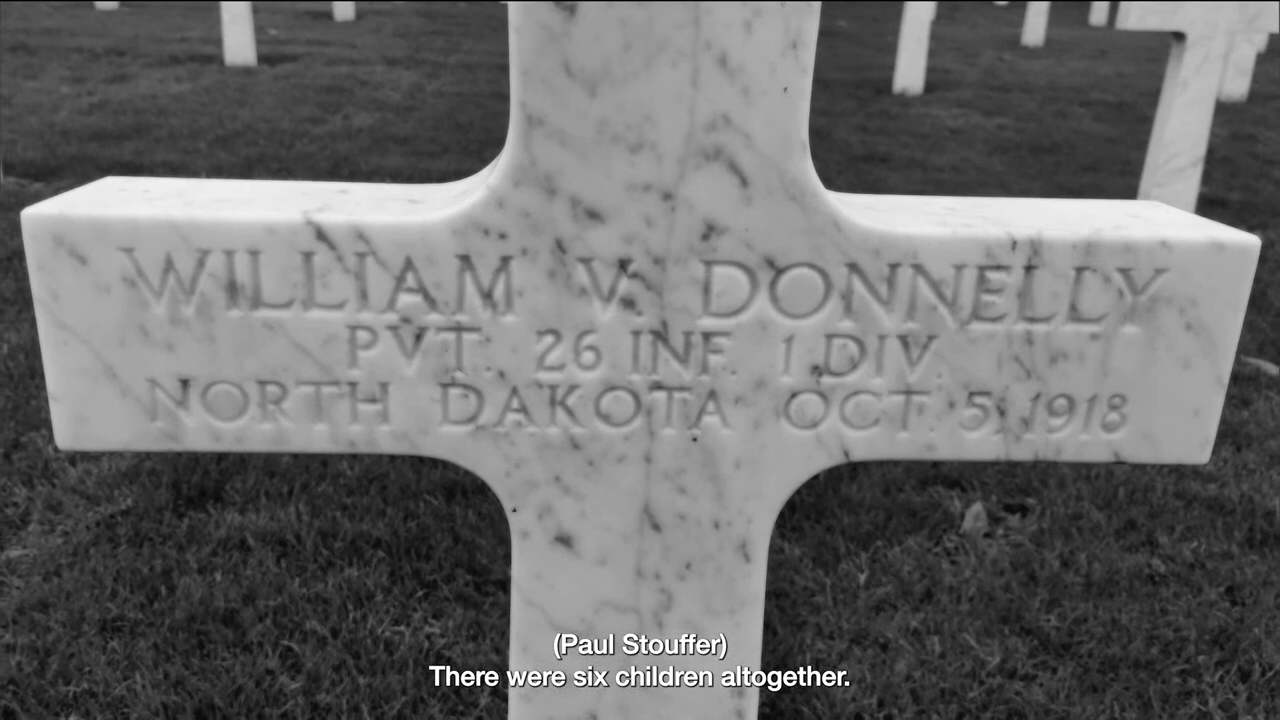 WILLIAM V. DONNELLY
PVT. 26 INF. 1 DIV.
NORTH DAKOTA OCT. 5, 1918
(Paul Stouffer)
There were six children altogether.